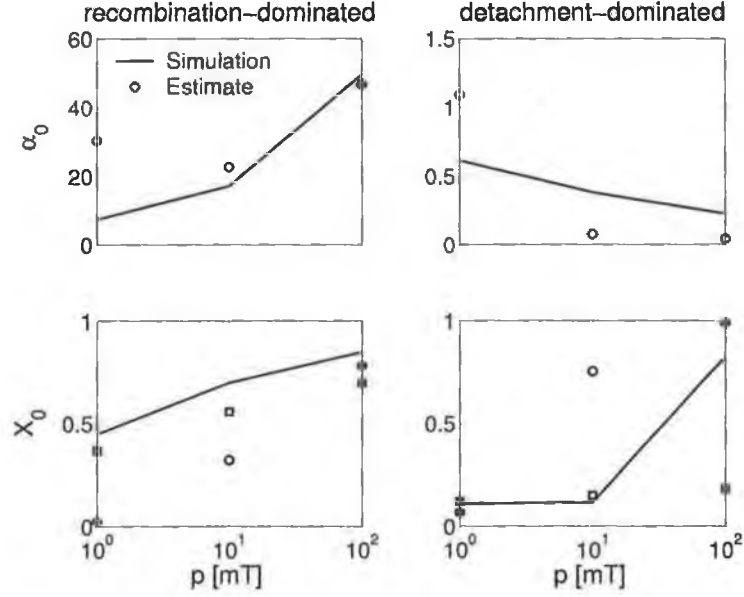 recombination-dominated
detachment-dominated
60
40
20
0
α0
Simulation
Estimate
1.5
1
0.5
0
1
0.5
0
X0
10^0
10^1
10^2
p [mT]
1
0.5
0
10^0
10^1
10^2
p [mT]